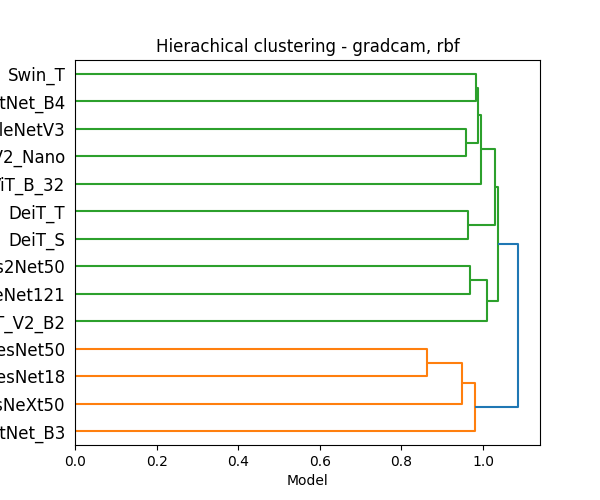 Hierachical clustering - gradcam, rbf
Swin_T
tNet_B4
leNetV3
V2_Nano
iT_B_32
DeiT_T
DeiT_S
s2Net50
eNet121
T_V2_B2
esNet50
esNet18
sNeXt50
tNet_B3
0.0 0.2 0.4 0.6 0.8 1.0
Model